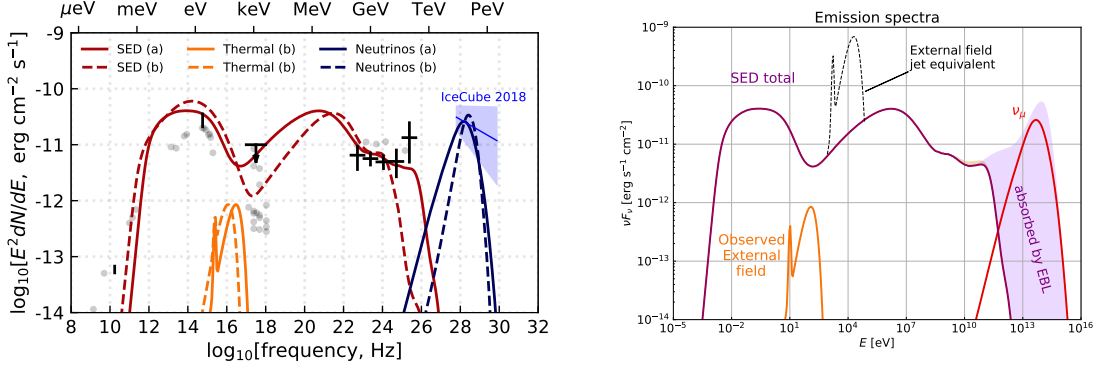 μeV meV eV keV MeV GeV TeV PeV
-9
-10
-11
-12
-13
-14
log₁₀[E²dN/dE, erg cm⁻² s⁻¹]
SED (a) Thermal (b) Neutrinos (a)
SED (b) Thermal (b) Neutrinos (b)
IceCube 2018
8 10 12 14 16 18 20 22 24 26 28 30 32
log₁₀[frequency, Hz]
Emission spectra
10⁻⁹
10⁻¹⁰
10⁻¹¹
10⁻¹²
10⁻¹³
10⁻¹⁴
νFᵥ [erg s⁻¹ cm⁻²]
External field
jet equivalent
SED total
ν_μ
Observed
External
field
absorbed by EBL
10⁻⁵ 10⁻² 10¹ 10⁴ 10⁷ 10¹⁰ 10¹³ 10¹⁶
E [eV]